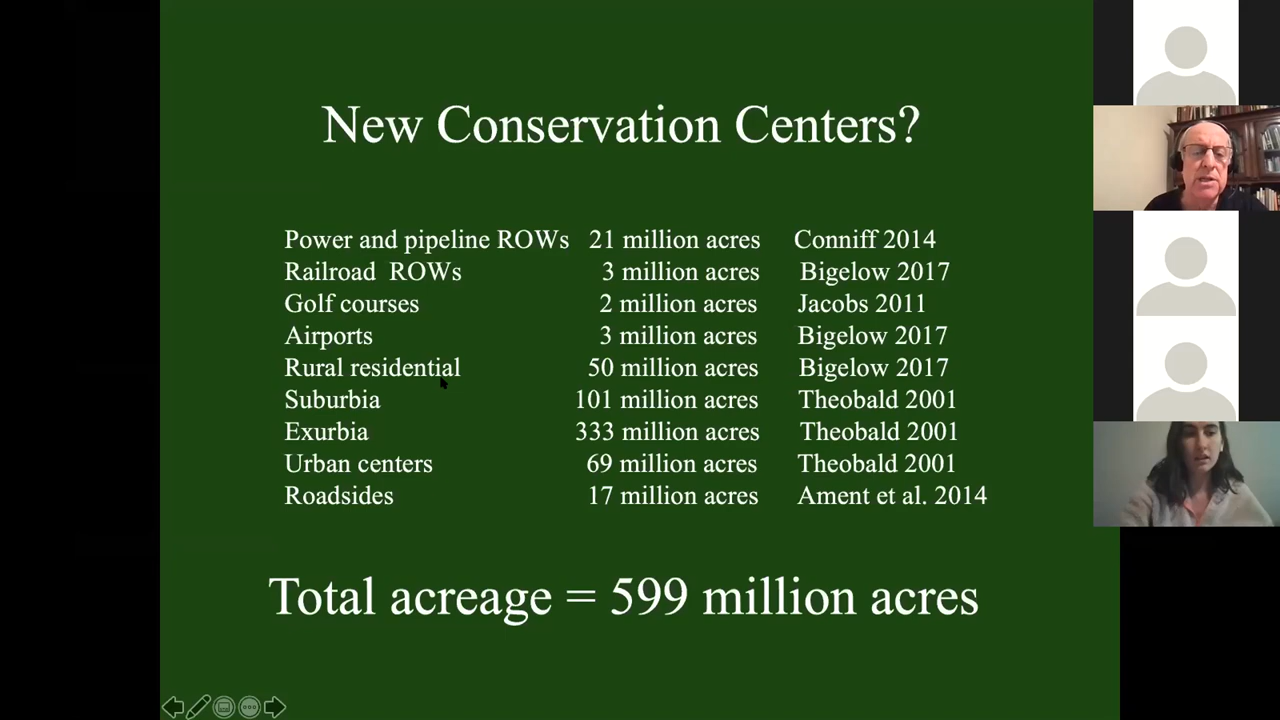 New Conservation Centers?
Power and pipeline ROWs 21 million acres Conniff 2014
Railroad ROWs 3 million acres Bigelow 2017
Golf courses 2 million acres Jacobs 2011
Airports 3 million acres Bigelow 2017
Rural residential 50 million acres Bigelow 2017
Suburbia 101 million acres Theobald 2001
Exurbia 333 million acres Theobald 2001
Urban centers 69 million acres Theobald 2001
Roadsides 17 million acres Ament et al. 2014
Total acreage = 599 million acres